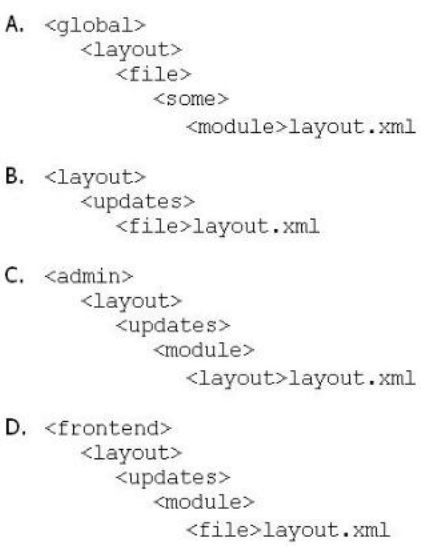 A. <global>
<layout>
<file>
<some>
<module>layout.xml
B. <layout>
<updates>
<file>layout.xml
C. <admin>
<layout>
<updates>
<module>
<layout>layout.xml
D. <frontend>
<layout>
<updates>
<module>
<file>layout.xml